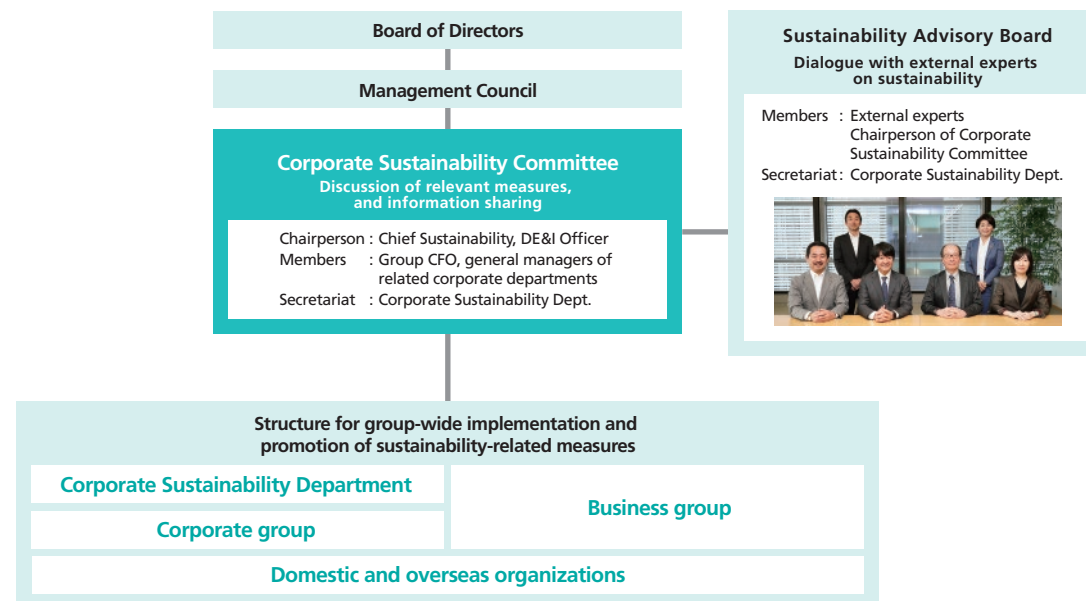 Board of Directors
Management Council
Corporate Sustainability Committee
Discussion of relevant measures,
and information sharing
Chairperson : Chief Sustainability, DE&I Officer
Members : Group CFO, general managers of
related corporate departments
Secretariat : Corporate Sustainability Dept.
Sustainability Advisory Board
Dialogue with external experts
on sustainability
Members : External experts
Chairperson of Corporate
Sustainability Committee
Secretariat : Corporate Sustainability Dept.
Structure for group-wide implementation and
promotion of sustainability-related measures
Corporate Sustainability Department
Corporate group
Business group
Domestic and overseas organizations